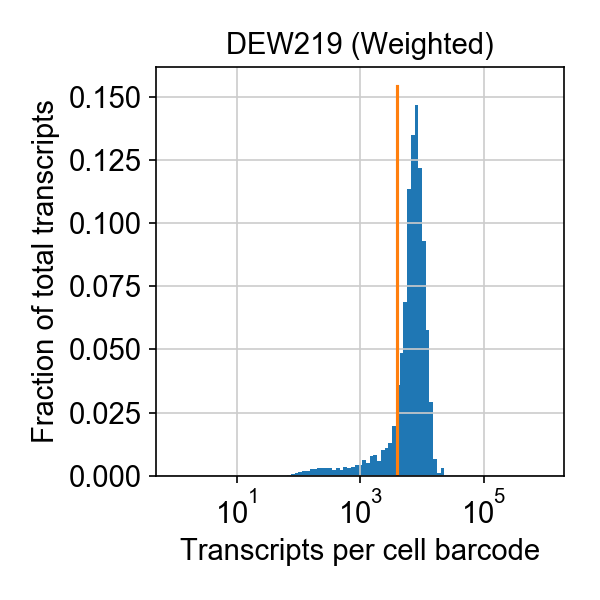 DEW219 (Weighted)
Fraction of total transcripts
0.150
0.125
0.100
0.075
0.050
0.025
0.000
10¹ 10³ 10⁵
Transcripts per cell barcode